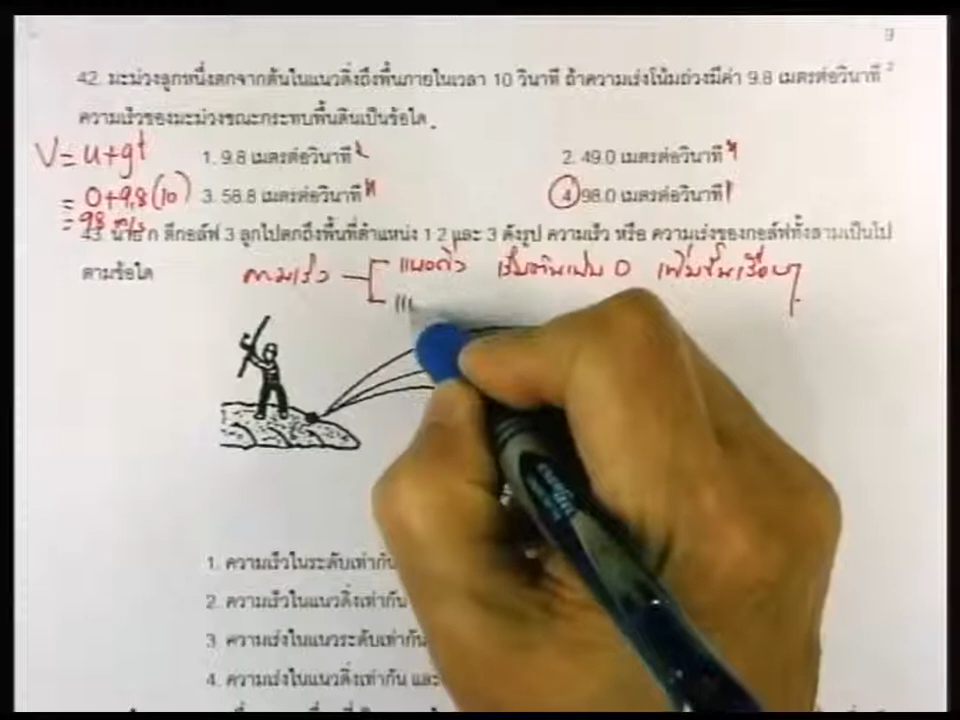 9
42. มะม่วงลูกหนึ่งตกจากต้นในแนวดิ่งถึงพื้นภายในเวลา 10 วินาที ถ้าความเร่งโน้มถ่วงมีค่า 9.8 เมตรต่อวินาที ²
ความเร็วของมะม่วงขณะกระทบพื้นดินเป็นข้อใด
V = u+gt
1. 9.8 เมตรต่อวินาที
2. 49.0 เมตรต่อวินาที
= 0+9.8(10)
3. 58.8 เมตรต่อวินาที
4 98.0 เมตรต่อวินาที
= 98 m/s
43. นาย ก ตีกอล์ฟ 3 ลูกไปตกถึงพื้นที่ตำแหน่ง 1 2 และ 3 ดังรูป ความเร็ว หรือ ความเร่งของกอล์ฟทั้งสามเป็นไป
ตามข้อใด
ความเร็ว แนวดิ่ง เริ่มต้นเป็น 0 เพิ่มขึ้นเรื่อยๆ
1. ความเร็วในระดับเท่ากัน
2. ความเร็วในแนวดิ่งเท่ากัน
3. ความเร่งในแนวระดับเท่ากัน
4. ความเร่งในแนวดิ่งเท่ากัน และ